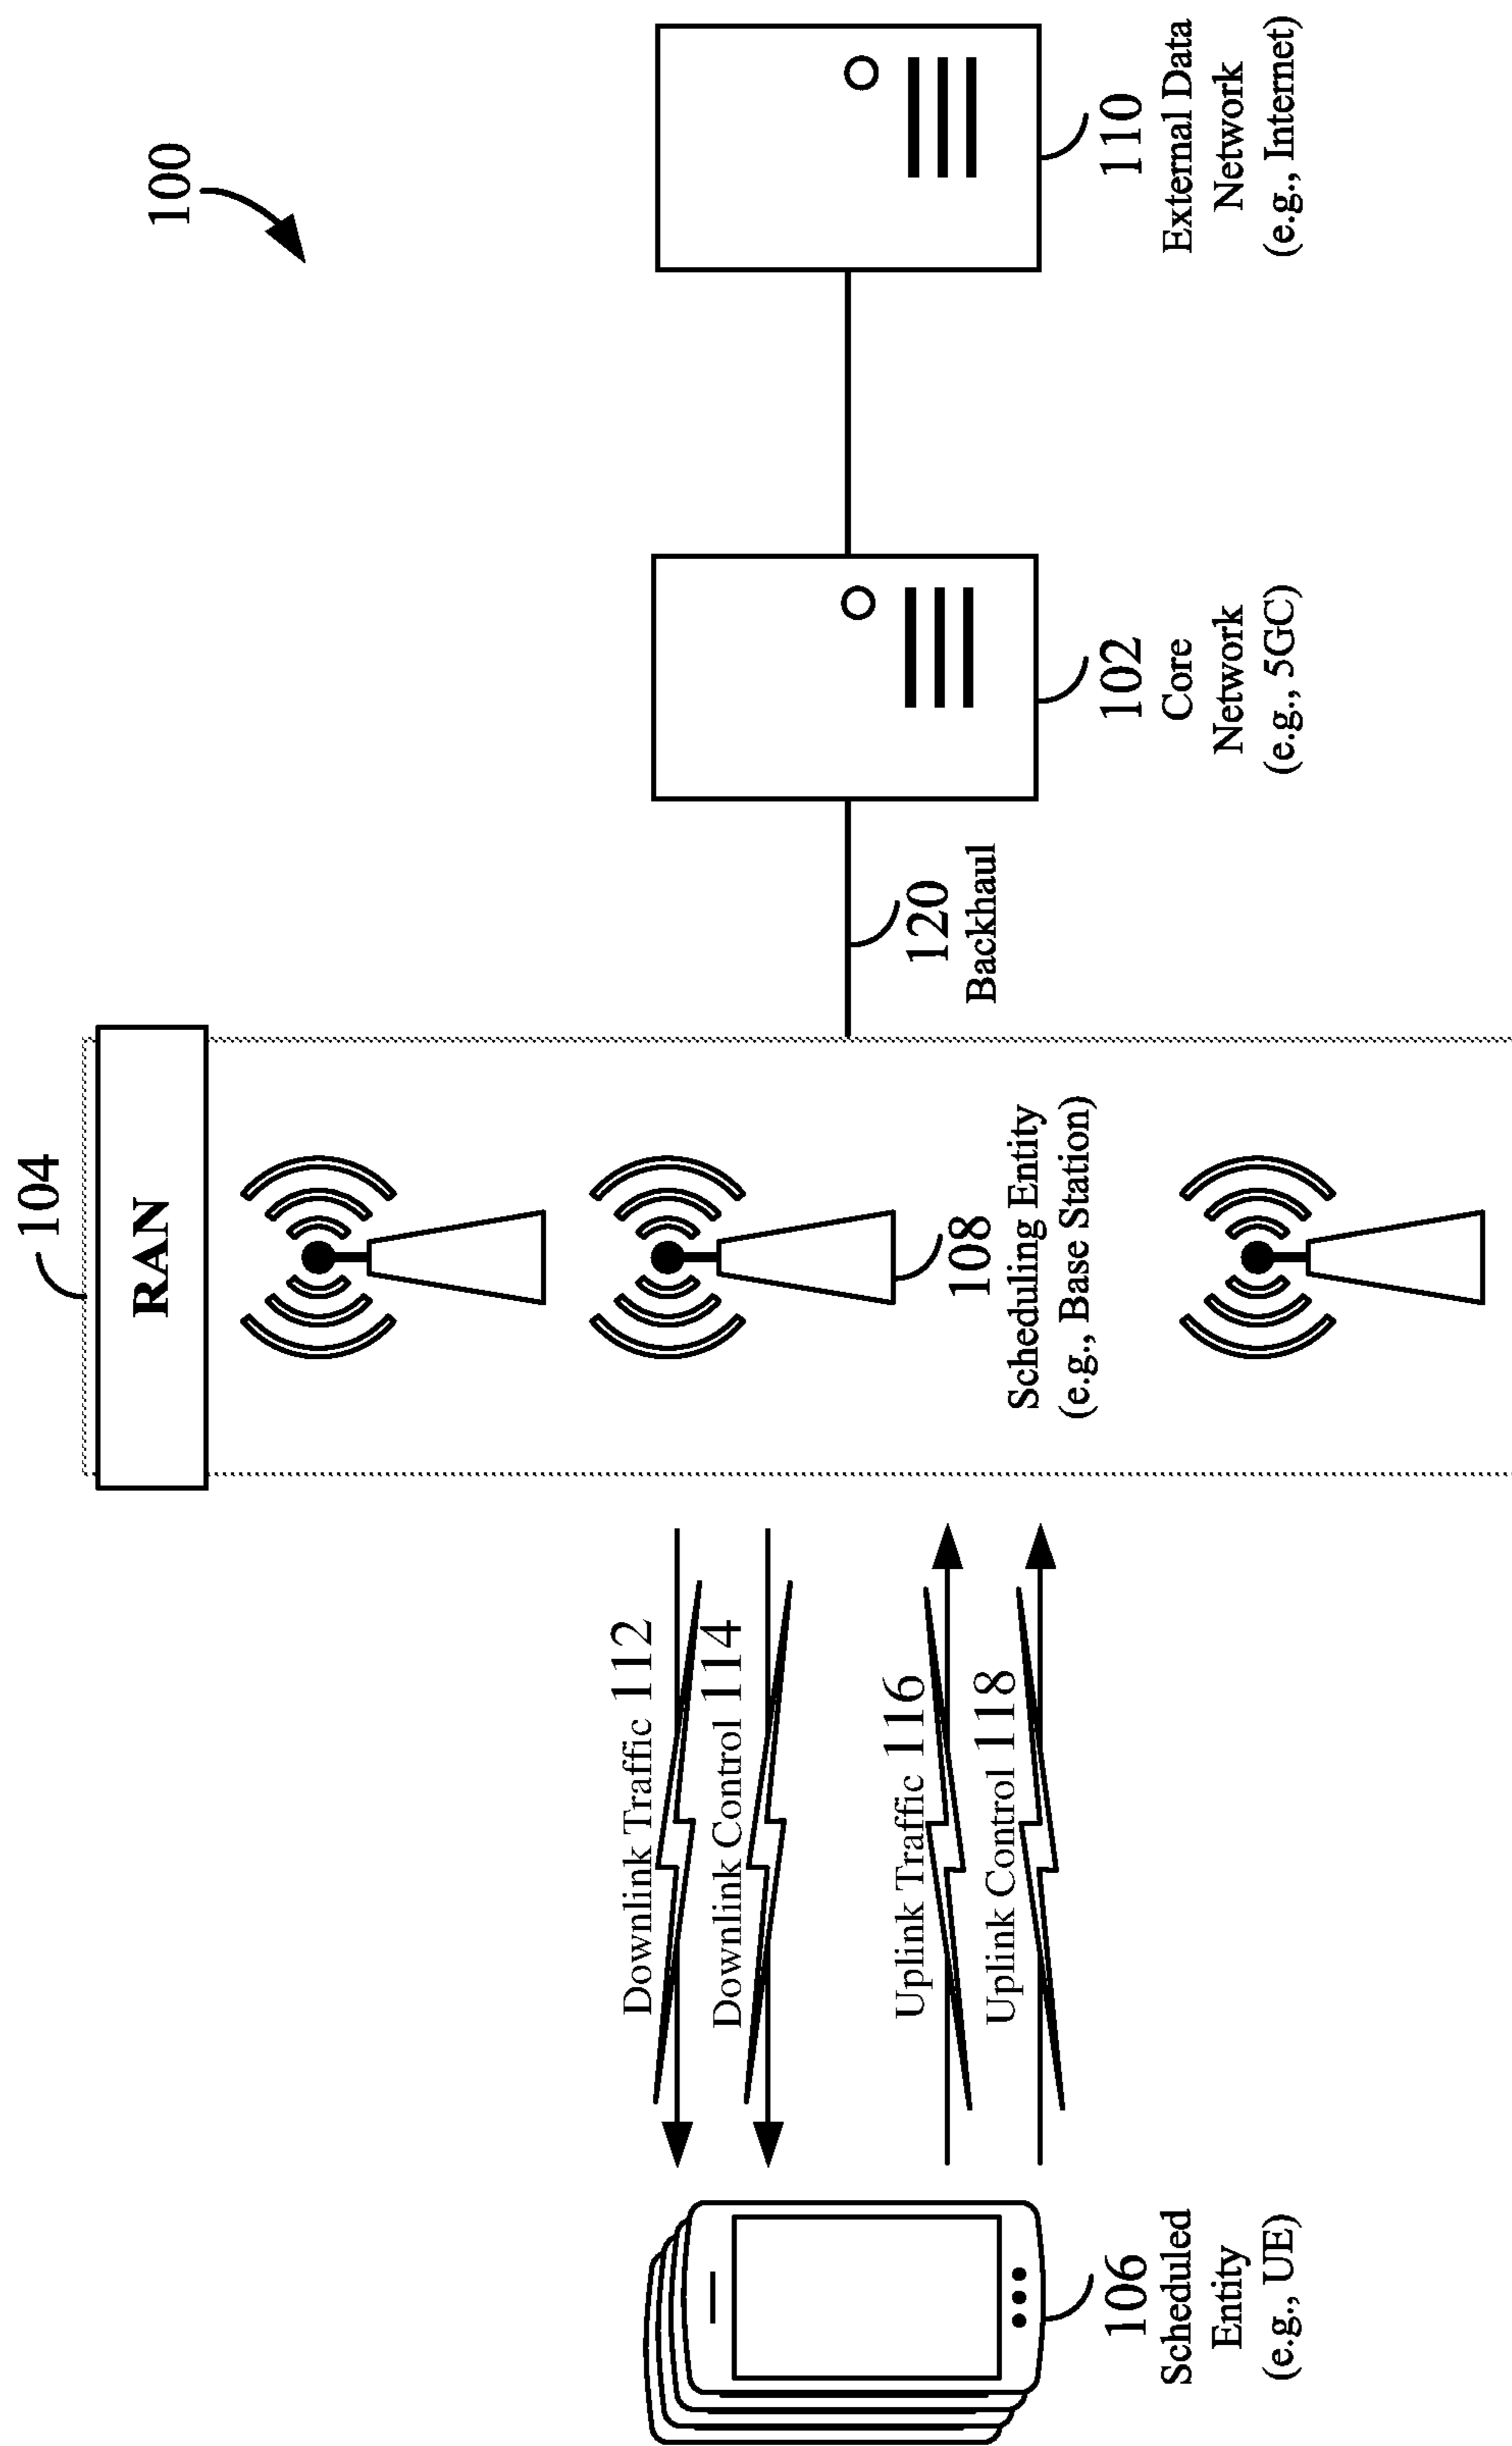 100
104
RAN
Downlink Traffic 112
Downlink Control 114
Uplink Traffic 116
Uplink Control 118
106
Scheduled
Entity
(e.g., UE)
108
Scheduling Entity
(e.g., Base Station)
120
Backhaul
102
Core
Network
(e.g., 5GC)
110
External Data
Network
(e.g., Internet)